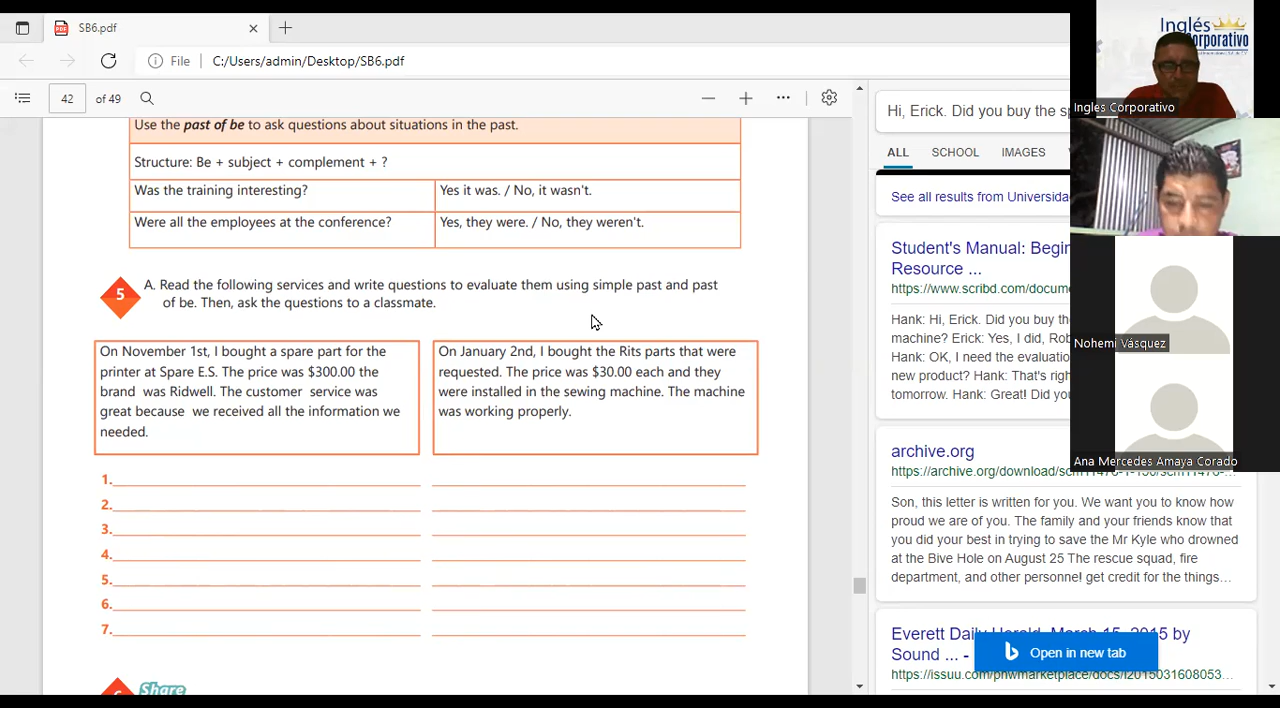 SB6.pdf
File
C:/Users/admin/Desktop/SB6.pdf
42 of 49
Use the past of be to ask questions about situations in the past.
Structure: Be + subject + complement + ?
Was the training interesting?
Yes it was. / No, it wasn't.
Were all the employees at the conference?
Yes, they were. / No, they weren't.
5
A. Read the following services and write questions to evaluate them using simple past and past
of be. Then, ask the questions to a classmate.
On November 1st, I bought a spare part for the
printer at Spare E.S. The price was $300.00 the
brand was Ridwell. The customer service was
great because we received all the information we
needed.
On January 2nd, I bought the Rits parts that were
requested. The price was $30.00 each and they
were installed in the sewing machine. The machine
was working properly.
1.
2.
3.
4.
5.
6.
7.
Share
Hi, Erick. Did you buy the
ALL SCHOOL IMAGES
See all results from
Student's Manual:
Resource ...
https://www.scribd.com/
Hank: Hi, Erick. Did you buy the
machine? Erick: Yes, I did,
Hank: OK, I need the
new product? Hank: That's
tomorrow. Hank: Great! Did
archive.org
https://archive.org/download/
Son, this letter is written for you. We want you to know how
proud we are of you. The family and your friends know that
you did your best in trying to save the Mr Kyle who drowned
at the Bive Hole on August 25 The rescue squad, fire
department, and other personne! get credit for the things...
Everett Daily Herald, March 15, 2015 by
Sound ... -
Open in new tab
Inglés
Corporativo
Ingles Corporativo
Nohemi Vásquez
Ana Mercedes Amaya Corado